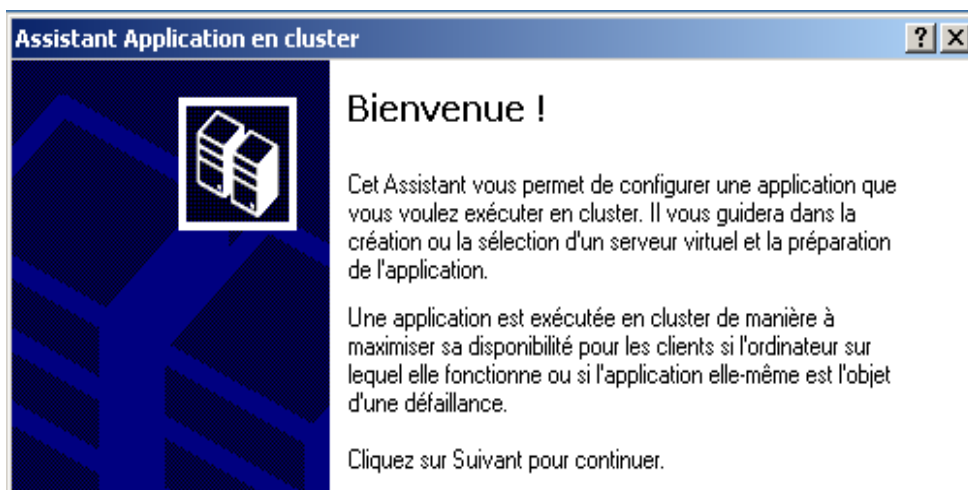 Assistant Application en cluster
Bienvenue !
Cet Assistant vous permet de configurer une application que
vous voulez exécuter en cluster. Il vous guidera dans la
création ou la sélection d'un serveur virtuel et la préparation
de l'application.
Une application est exécutée en cluster de manière à
maximiser sa disponibilité pour les clients si l'ordinateur sur
lequel elle fonctionne ou si l'application elle-même est l'objet
d'une défaillance.
Cliquez sur Suivant pour continuer.